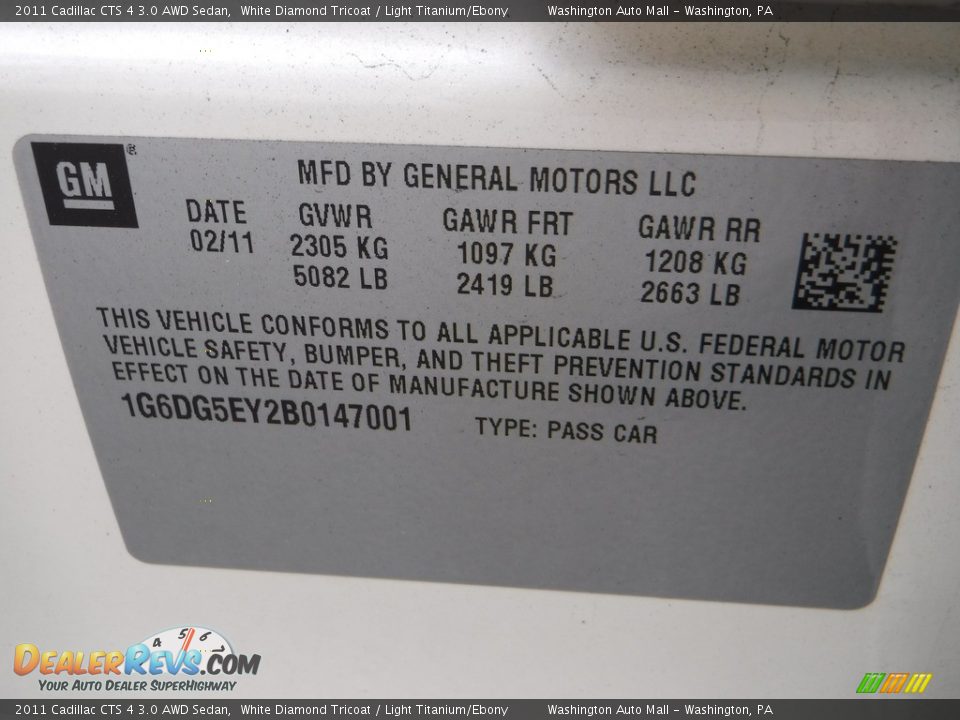 2011 Cadillac CTS 4 3.0 AWD Sedan, White Diamond Tricoat / Light Titanium/Ebony Washington Auto Mall - Washington, PA
GM ®
MFD BY GENERAL MOTORS LLC
DATE GVWR GAWR FRT GAWR RR
02/11 2305 KG 1097 KG 1208 KG
5082 LB 2419 LB 2663 LB
THIS VEHICLE CONFORMS TO ALL APPLICABLE U.S. FEDERAL MOTOR
VEHICLE SAFETY, BUMPER, AND THEFT PREVENTION STANDARDS IN
EFFECT ON THE DATE OF MANUFACTURE SHOWN ABOVE.
1G6DG5EY2B0147001 TYPE: PASS CAR
4 5 6 7
DEALERREVS.COM
YOUR AUTO DEALER SUPERHIGHWAY
2011 Cadillac CTS 4 3.0 AWD Sedan, White Diamond Tricoat / Light Titanium/Ebony Washington Auto Mall - Washington, PA